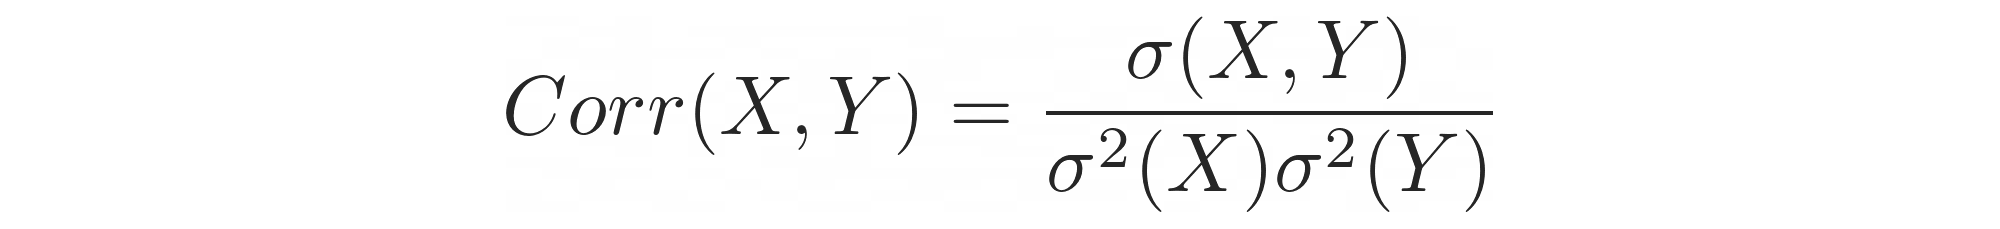 Corr(X, Y) = σ(X, Y) / σ²(X)σ²(Y)